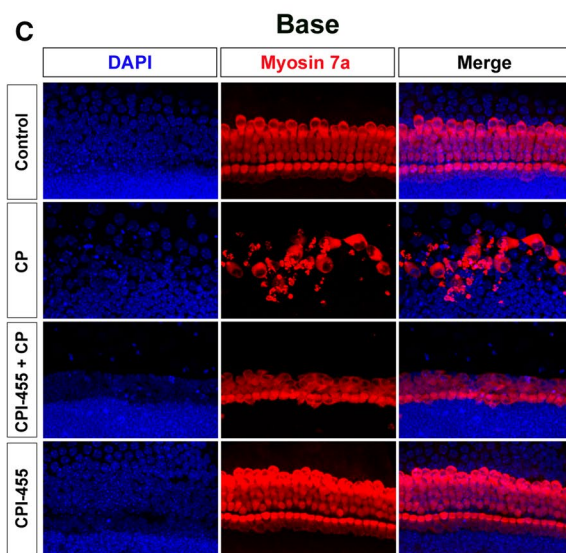 C
Base
DAPI
Myosin 7a
Merge
Control
CP
CPI-455 + CP
CPI-455